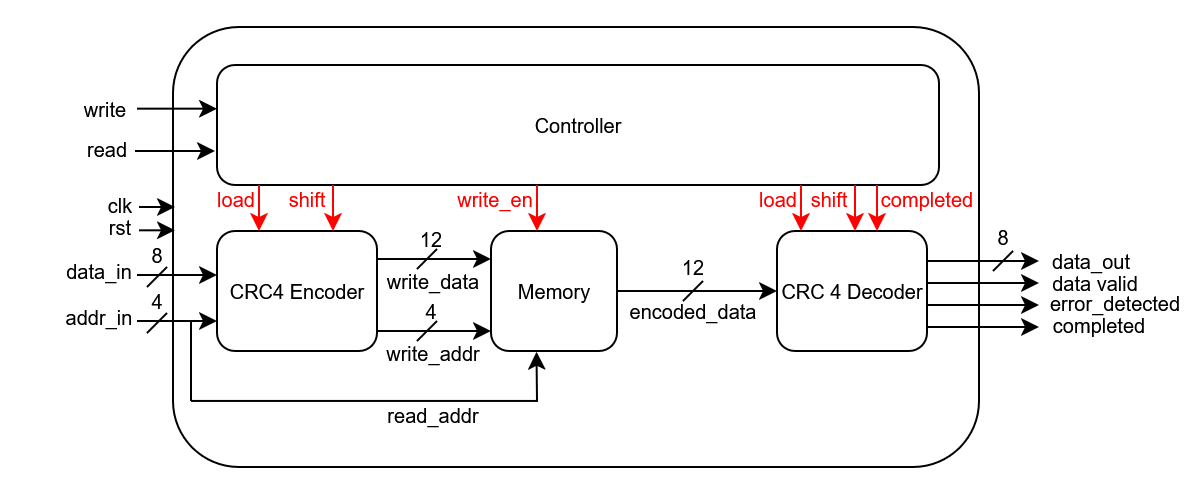 Controller
write
read
load
shift
write_en
load
shift
completed
clk
rst
8
data_in
4
addr_in
CRC4 Encoder
12
write_data
4
write_addr
Memory
12
encoded_data
CRC 4 Decoder
8
data_out
data valid
error_detected
completed
read_addr